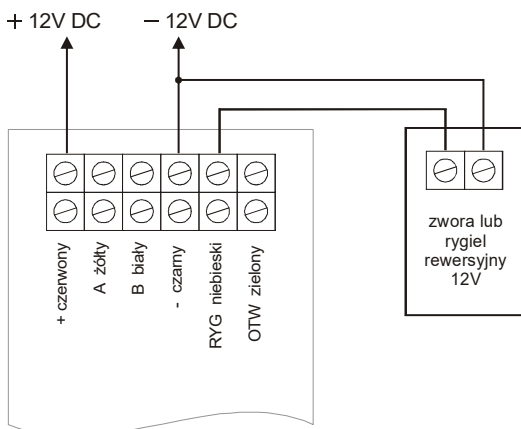 + 12V DC
− 12V DC
zwora lub
rygiel
rewersyjny
12V
+ czerwony
A żółty
B biały
- czarny
RYG niebieski
OTW zielony